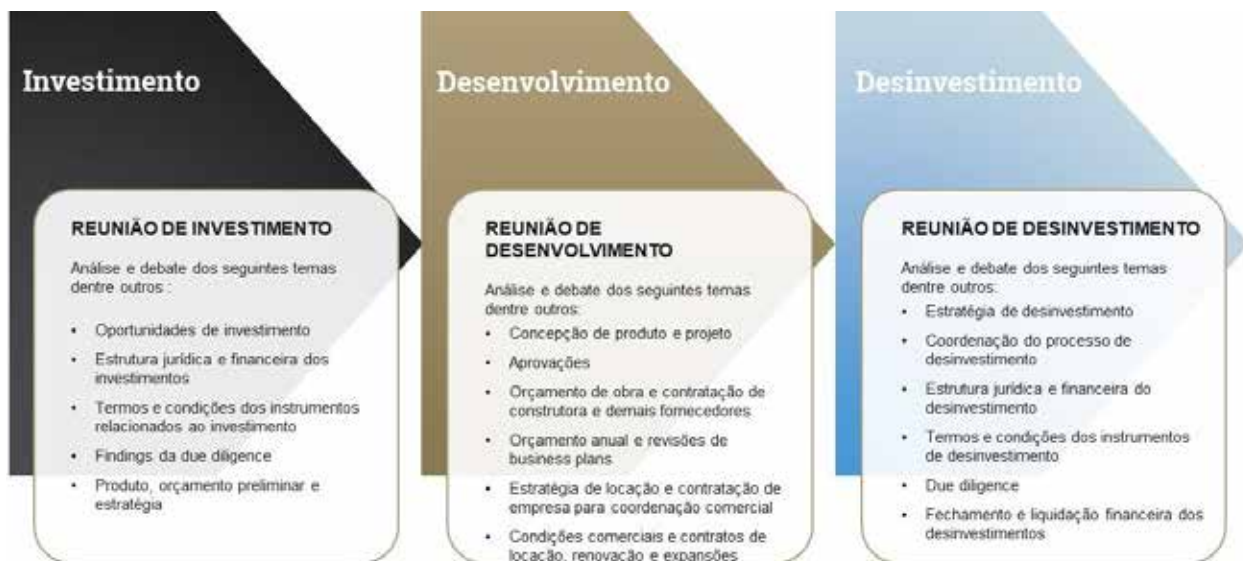 Investimento
REUNIÃO DE INVESTIMENTO
Análise e debate dos seguintes temas
dentre outros :
• Oportunidades de investimento
• Estrutura jurídica e financeira dos
investimentos
• Termos e condições dos instrumentos
relacionados ao investimento
• Findings da due diligence
• Produto, orçamento preliminar e
estratégia
Desenvolvimento
REUNIÃO DE
DESENVOLVIMENTO
Análise e debate dos seguintes temas
dentre outros:
• Concepção de produto e projeto
• Aprovações
• Orçamento de obra e contratação de
construtora e demais fornecedores
• Orçamento anual e revisões de
business plans
• Estratégia de locação e contratação de
empresa para coordenação comercial
• Condições comerciais e contratos de
locação, renovação e expansões
Desinvestimento
REUNIÃO DE DESINVESTIMENTO
Análise e debate dos seguintes temas
dentre outros:
• Estratégia de desinvestimento
• Coordenação do processo de
desinvestimento
• Estrutura jurídica e financeira do
desinvestimento
• Termos e condições dos instrumentos
de desinvestimento
• Due diligence
• Fechamento e liquidação financeira dos
desinvestimentos